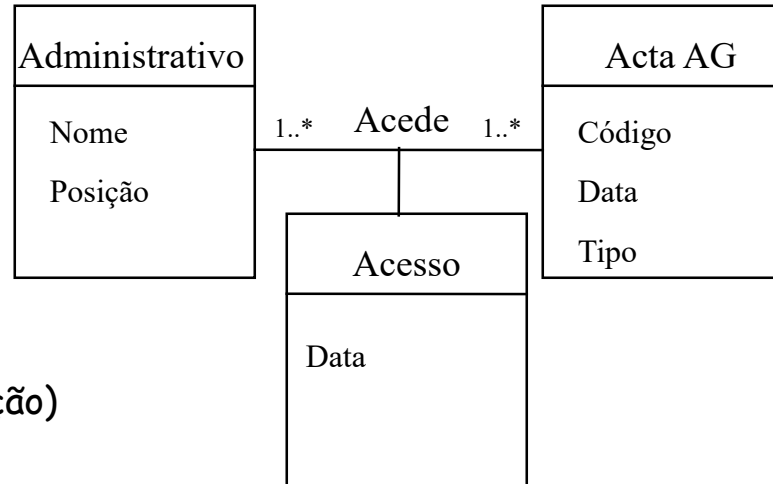 Administrativo
Nome
Posição
1..* Acede 1..*
Acta AG
Código
Data
Tipo
Acesso
Data
ção)